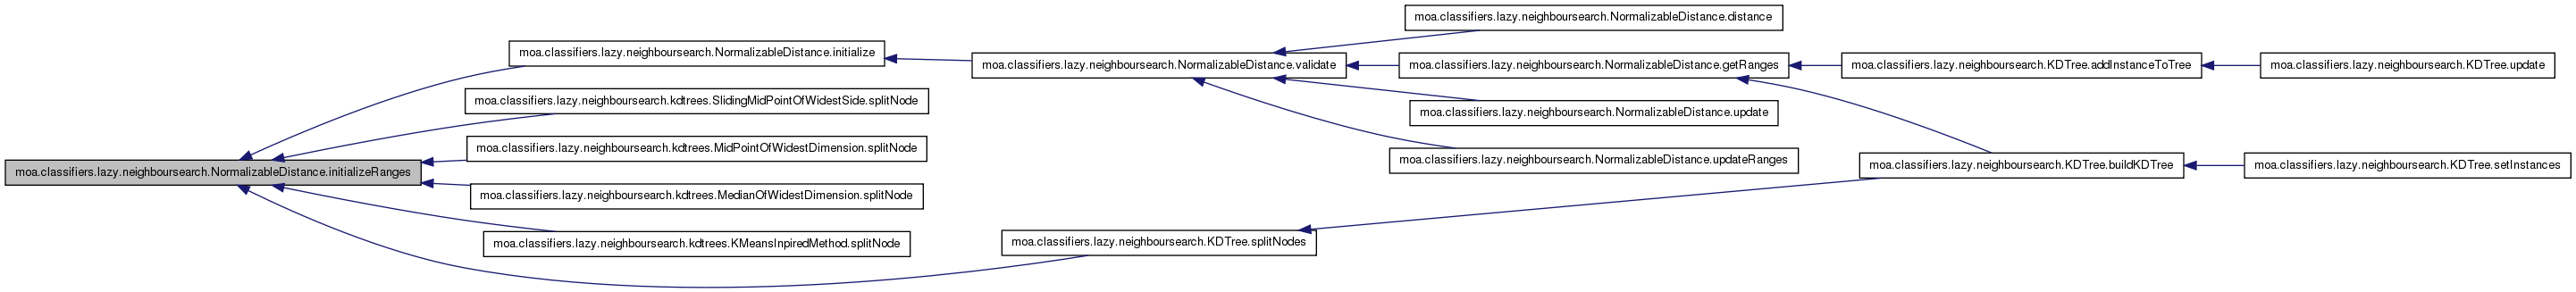 moa.classifiers.lazy.neighboursearch.NormalizableDistance.initializeRanges
moa.classifiers.lazy.neighboursearch.NormalizableDistance.initialize
moa.classifiers.lazy.neighboursearch.kdtrees.SlidingMidPointOfWidestSide.splitNode
moa.classifiers.lazy.neighboursearch.kdtrees.MidPointOfWidestDimension.splitNode
moa.classifiers.lazy.neighboursearch.kdtrees.MedianOfWidestDimension.splitNode
moa.classifiers.lazy.neighboursearch.kdtrees.KMeansInpiredMethod.splitNode
moa.classifiers.lazy.neighboursearch.NormalizableDistance.validate
moa.classifiers.lazy.neighboursearch.KDTree.splitNodes
moa.classifiers.lazy.neighboursearch.NormalizableDistance.distance
moa.classifiers.lazy.neighboursearch.NormalizableDistance.getRanges
moa.classifiers.lazy.neighboursearch.NormalizableDistance.update
moa.classifiers.lazy.neighboursearch.NormalizableDistance.updateRanges
moa.classifiers.lazy.neighboursearch.KDTree.addInstanceToTree
moa.classifiers.lazy.neighboursearch.KDTree.buildKDTree
moa.classifiers.lazy.neighboursearch.KDTree.update
moa.classifiers.lazy.neighboursearch.KDTree.setInstances